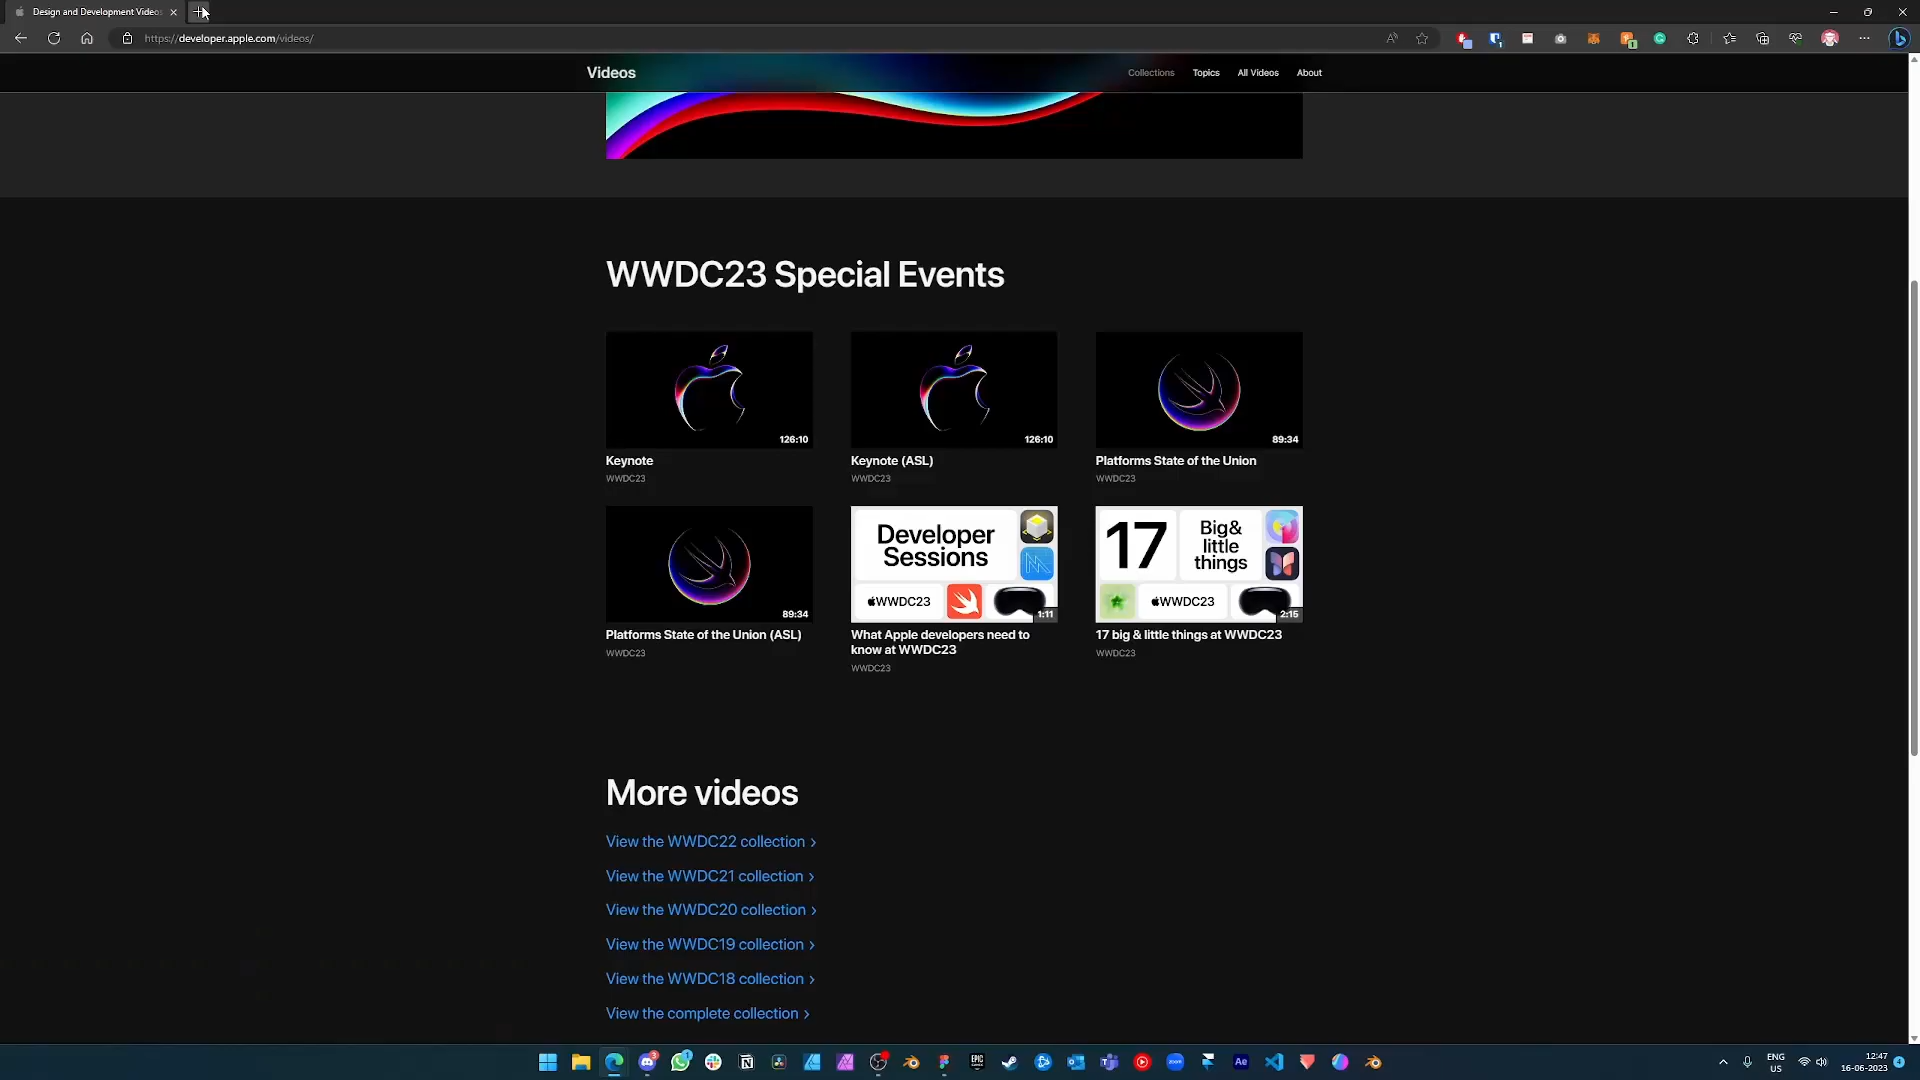 Design and Development Videos
https://developer.apple.com/videos/
Videos
Collections
Topics
All Videos
About
WWDC23 Special Events
126:10
126:10
89:34
Keynote
WWDC23
Keynote (ASL)
WWDC23
Platforms State of the Union
WWDC23
89:34
Developer
Sessions
WWDC23
1:11
17
Big&
little
things
WWDC23
2:15
Platforms State of the Union (ASL)
WWDC23
What Apple developers need to
know at WWDC23
WWDC23
17 big & little things at WWDC23
WWDC23
More videos
View the WWDC22 collection ›
View the WWDC21 collection ›
View the WWDC20 collection ›
View the WWDC19 collection ›
View the WWDC18 collection ›
View the complete collection ›
EPIC
zoom
Ae
ENG
US
12:47
16-06-2023